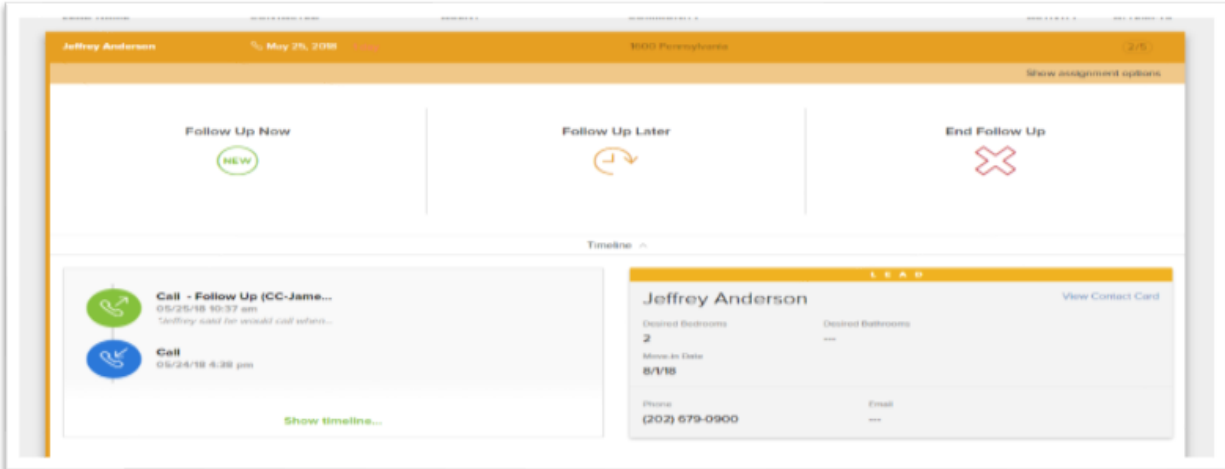 Jeffrey Anderson May 25, 2018 1600 Pennsylvania (2/5)
Show assignment options
Follow Up Now Follow Up Later End Follow Up
NEW
Timeline
Call - Follow Up (CC-Jame...
05/25/18 10:37 am
"Jeffrey said he would call when...
Call
05/24/18 4:38 pm
Show timeline...
LEAD
Jeffrey Anderson View Contact Card
Desired Bedrooms Desired Bathrooms
2 ---
Move-in Date
8/1/18
Phone Email
(202) 679-0900 ---